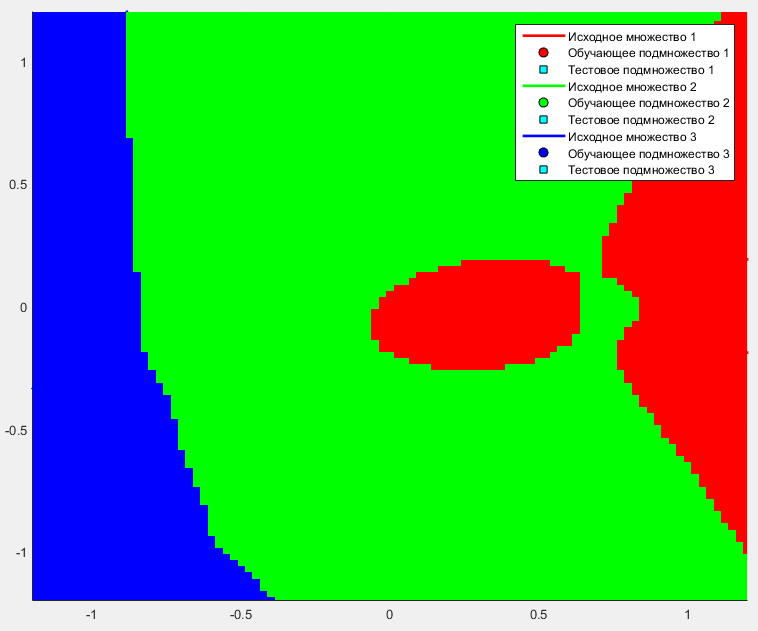 Исходное множество 1
Обучающее подмножество 1
Тестовое подмножество 1
Исходное множество 2
Обучающее подмножество 2
Тестовое подмножество 2
Исходное множество 3
Обучающее подмножество 3
Тестовое подмножество 3
1
0.5
0
-0.5
-1
-1
-0.5
0
0.5
1